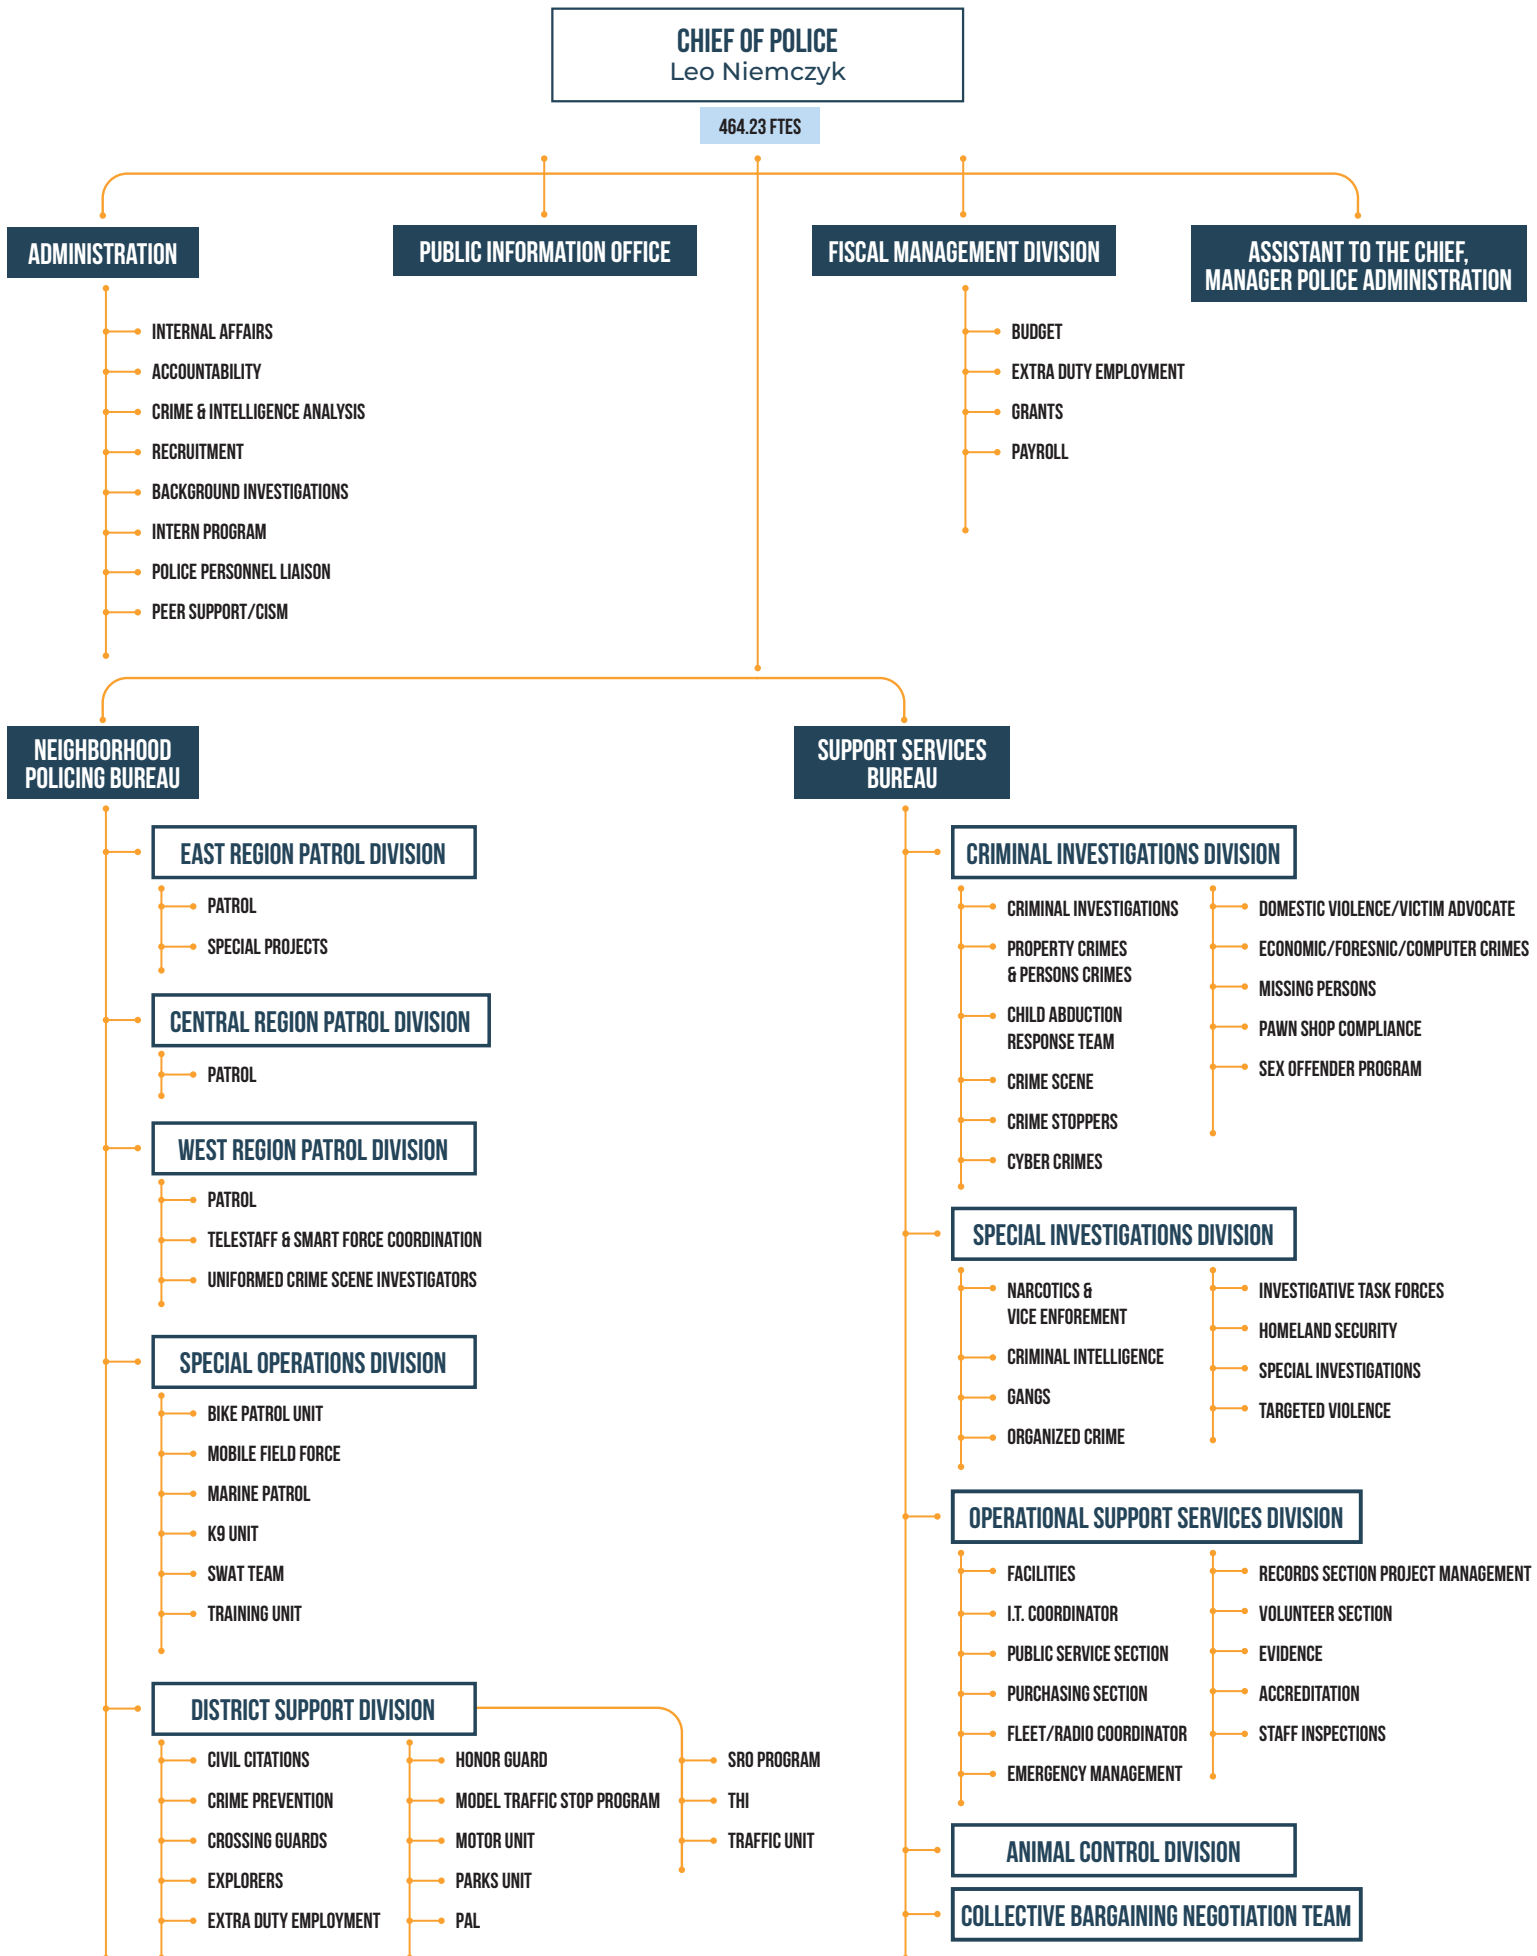 CHIEF OF POLICE
Leo Niemczyk
464.23 FTES
ADMINISTRATION
INTERNAL AFFAIRS
ACCOUNTABILITY
CRIME & INTELLIGENCE ANALYSIS
RECRUITMENT
BACKGROUND INVESTIGATIONS
INTERN PROGRAM
POLICE PERSONNEL LIAISON
PEER SUPPORT/CISM
PUBLIC INFORMATION OFFICE
FISCAL MANAGEMENT DIVISION
BUDGET
EXTRA DUTY EMPLOYMENT
GRANTS
PAYROLL
ASSISTANT TO THE CHIEF,
MANAGER POLICE ADMINISTRATION
NEIGHBORHOOD
POLICING BUREAU
EAST REGION PATROL DIVISION
PATROL
SPECIAL PROJECTS
CENTRAL REGION PATROL DIVISION
PATROL
WEST REGION PATROL DIVISION
PATROL
TELESTAFF & SMART FORCE COORDINATION
UNIFORMED CRIME SCENE INVESTIGATORS
SPECIAL OPERATIONS DIVISION
BIKE PATROL UNIT
MOBILE FIELD FORCE
MARINE PATROL
K9 UNIT
SWAT TEAM
TRAINING UNIT
DISTRICT SUPPORT DIVISION
CIVIL CITATIONS
CRIME PREVENTION
CROSSING GUARDS
EXPLORERS
EXTRA DUTY EMPLOYMENT
HONOR GUARD
MODEL TRAFFIC STOP PROGRAM
MOTOR UNIT
PARKS UNIT
PAL
SRO PROGRAM
THI
TRAFFIC UNIT
SUPPORT SERVICES
BUREAU
CRIMINAL INVESTIGATIONS DIVISION
CRIMINAL INVESTIGATIONS
PROPERTY CRIMES
& PERSONS CRIMES
CHILD ABDUCTION
RESPONSE TEAM
CRIME SCENE
CRIME STOPPERS
CYBER CRIMES
DOMESTIC VIOLENCE/VICTIM ADVOCATE
ECONOMIC/FORESNIC/COMPUTER CRIMES
MISSING PERSONS
PAWN SHOP COMPLIANCE
SEX OFFENDER PROGRAM
SPECIAL INVESTIGATIONS DIVISION
NARCOTICS &
VICE ENFOREMENT
CRIMINAL INTELLIGENCE
GANGS
ORGANIZED CRIME
INVESTIGATIVE TASK FORCES
HOMELAND SECURITY
SPECIAL INVESTIGATIONS
TARGETED VIOLENCE
OPERATIONAL SUPPORT SERVICES DIVISION
FACILITIES
I.T. COORDINATOR
PUBLIC SERVICE SECTION
PURCHASING SECTION
FLEET/RADIO COORDINATOR
EMERGENCY MANAGEMENT
RECORDS SECTION PROJECT MANAGEMENT
VOLUNTEER SECTION
EVIDENCE
ACCREDITATION
STAFF INSPECTIONS
ANIMAL CONTROL DIVISION
COLLECTIVE BARGAINING NEGOTIATION TEAM